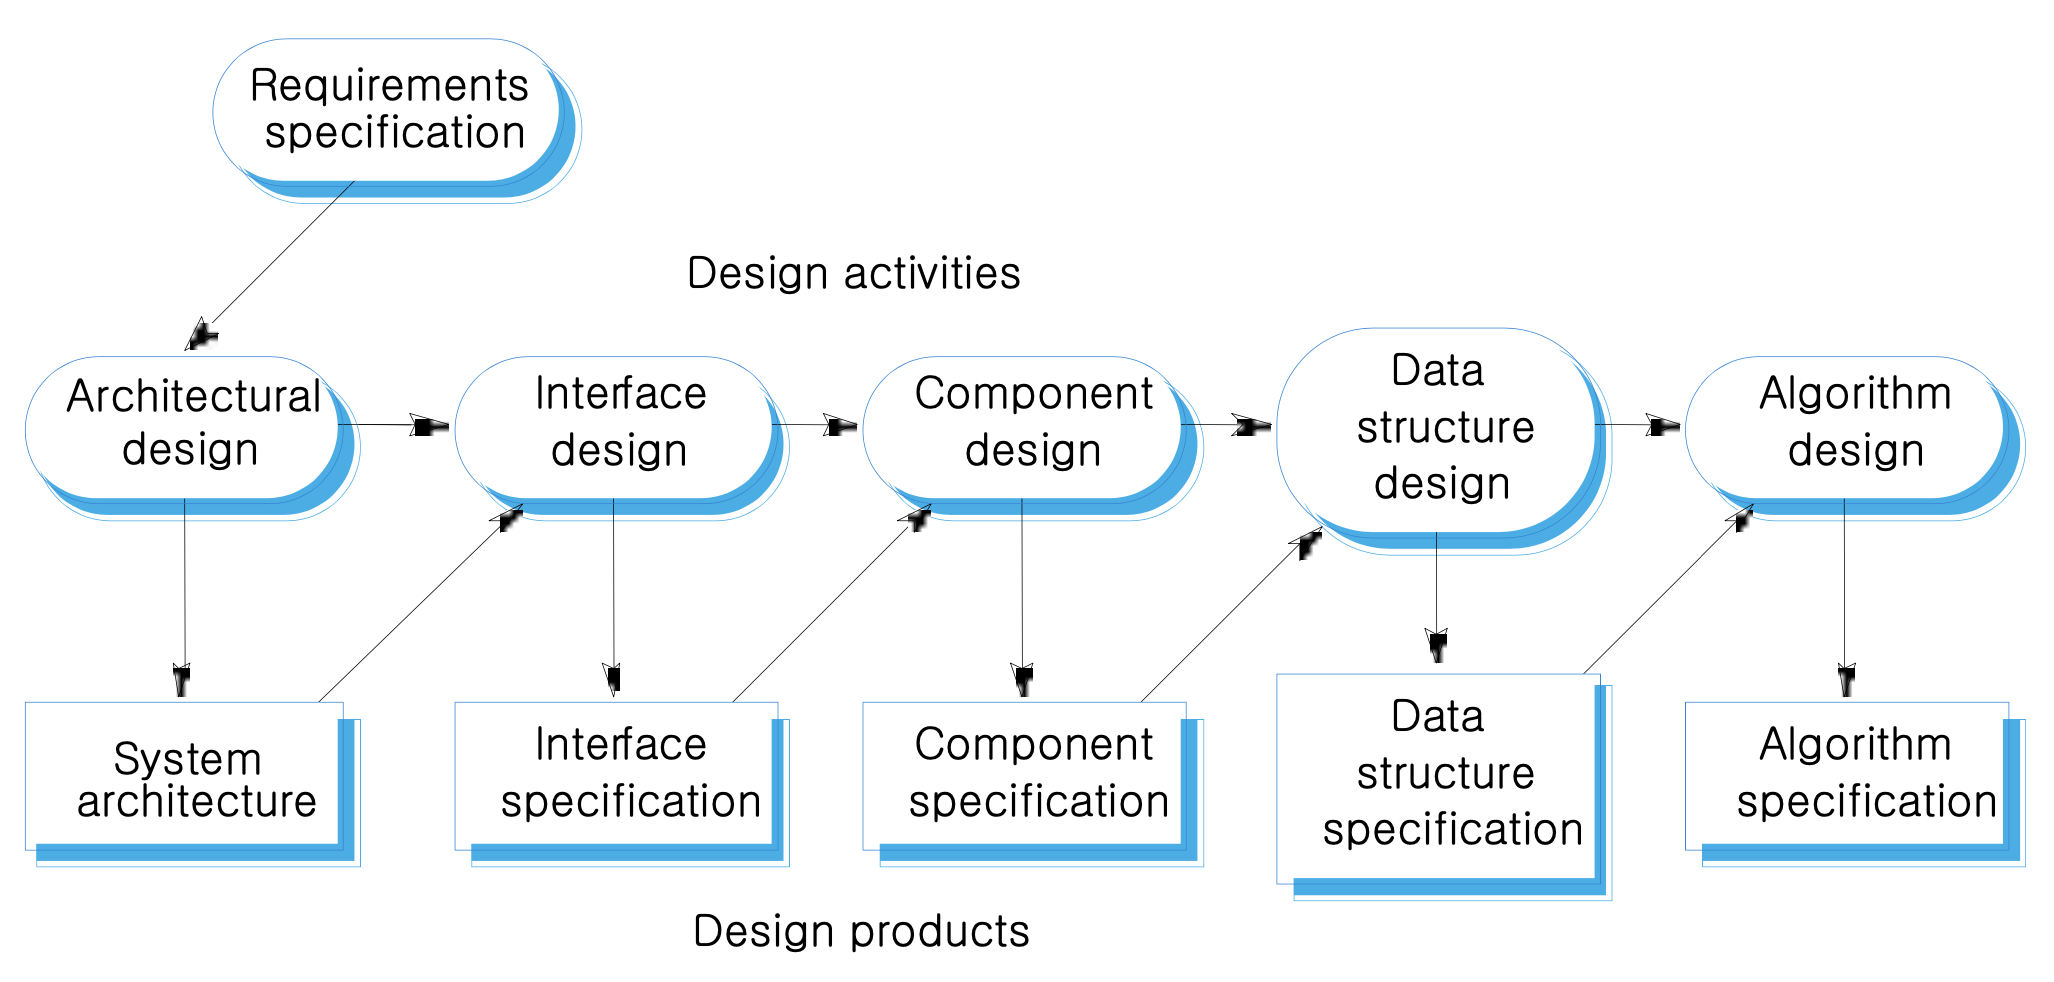 Requirements
specification
Design activities
Architectural
design
Interface
design
Component
design
Data
structure
design
Algorithm
design
System
architecture
Interface
specification
Component
specification
Data
structure
specification
Algorithm
specification
Design products